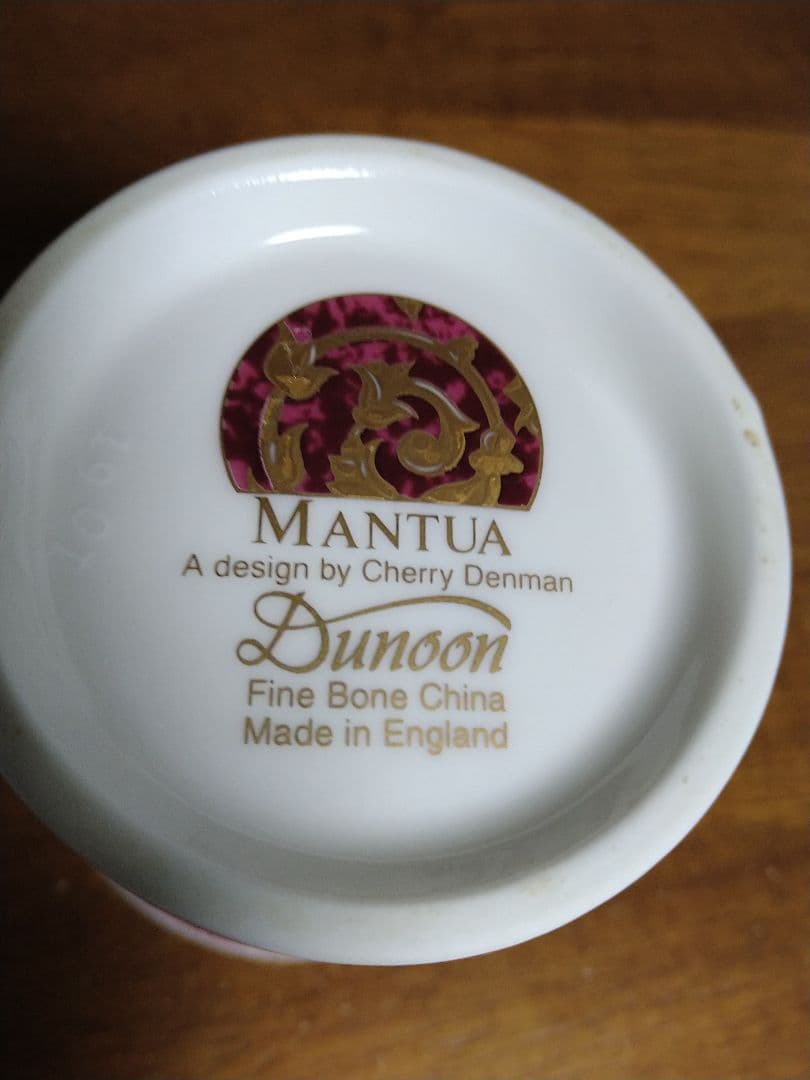 MANTUA
A design by Cherry Denman
Dunoon
Fine Bone China
Made in England